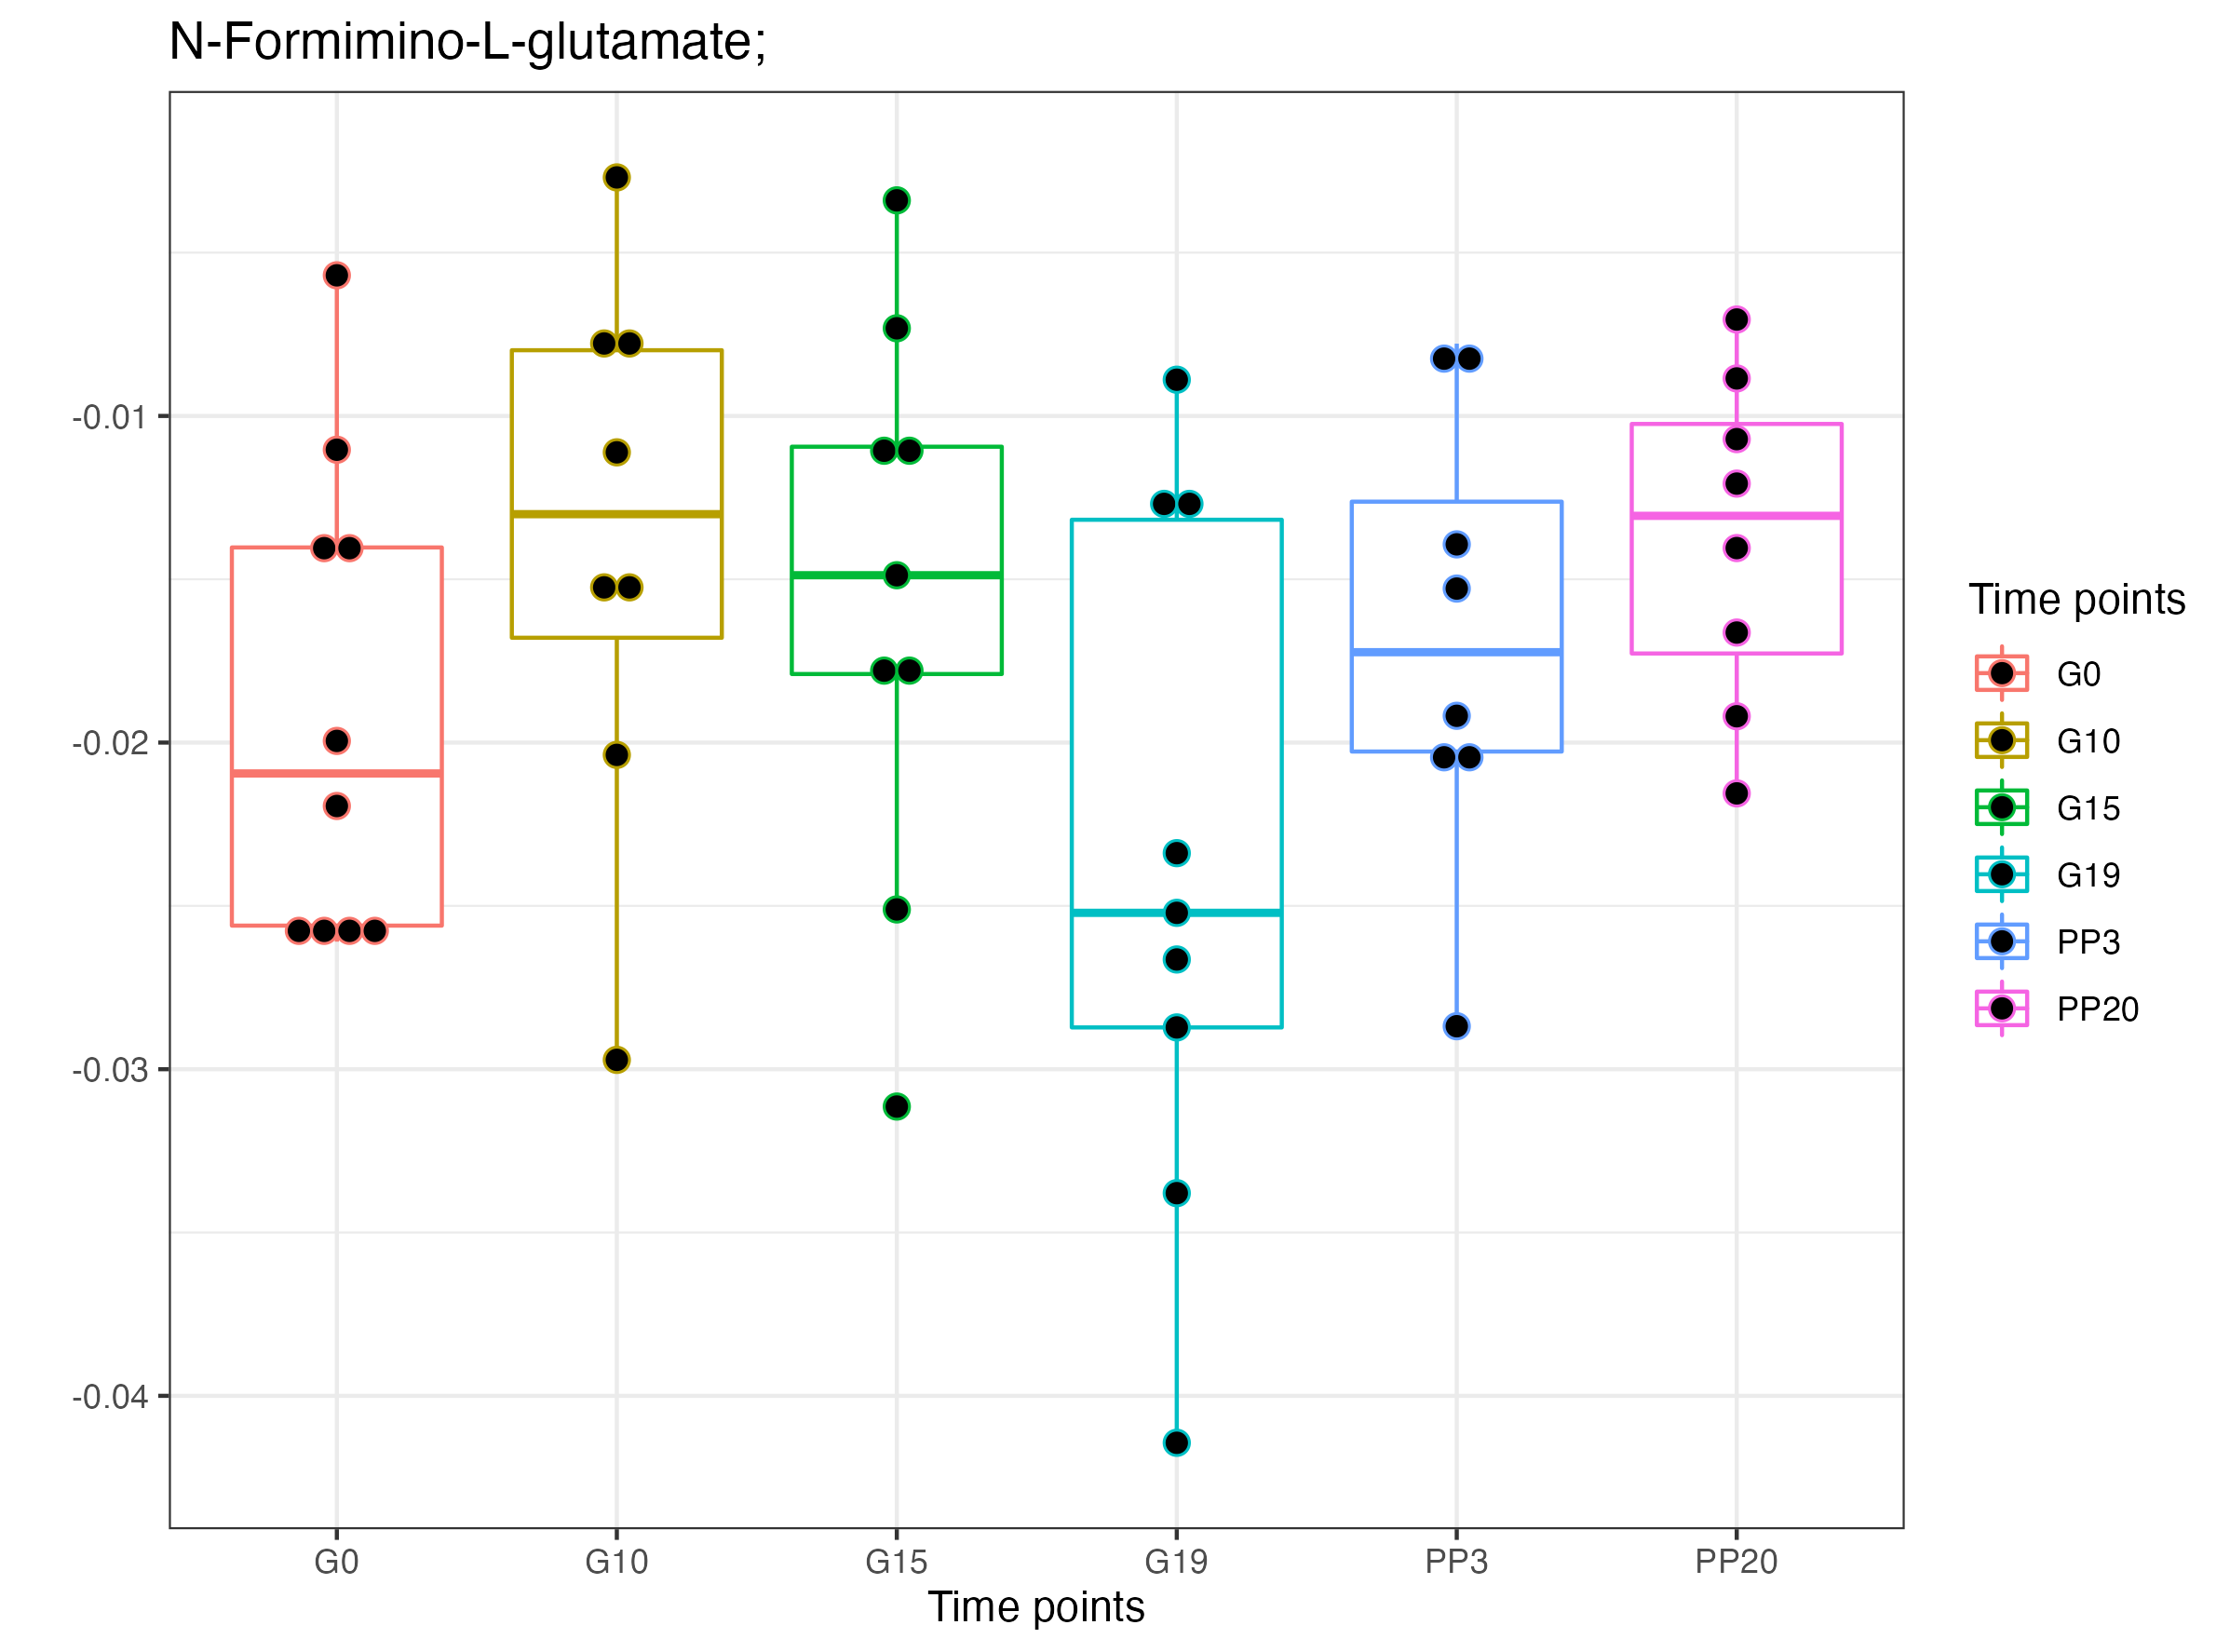 N-Formimino-L-glutamate;
-0.01
-0.02
-0.03
-0.04
G0
G10
G15
G19
PP3
PP20
Time points
Time points
G0
G10
G15
G19
PP3
PP20